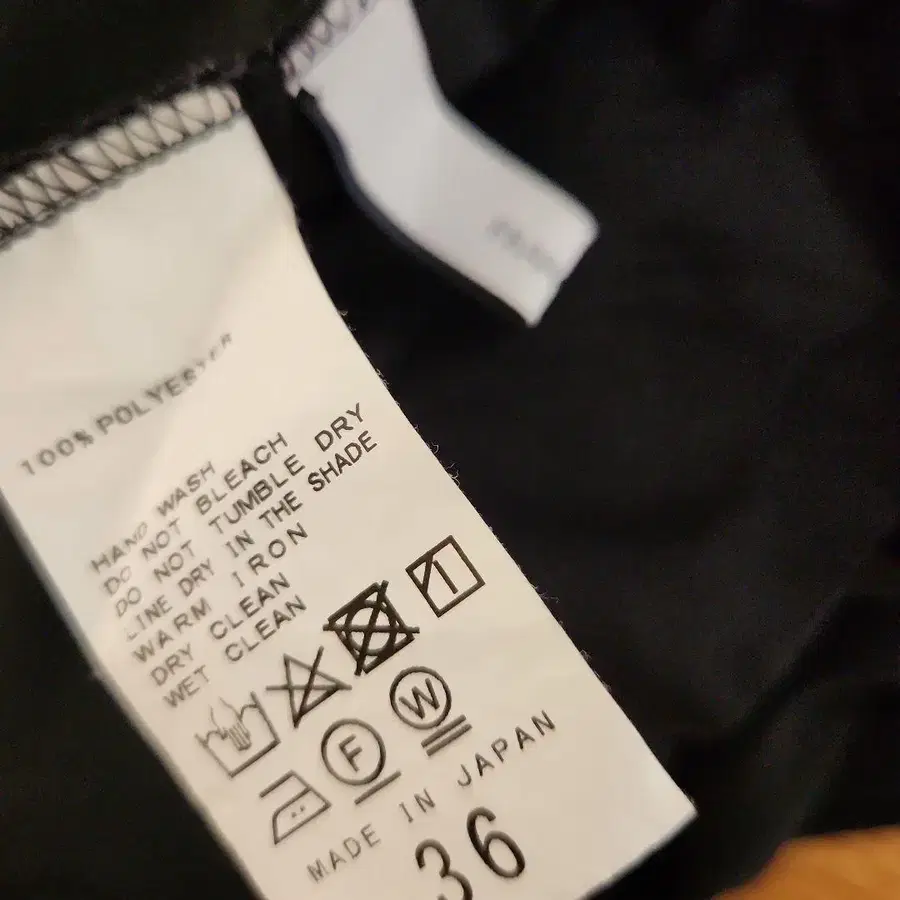 100% POLYESTER
HAND WASH
DO NOT BLEACH
DO NOT TUMBLE DRY
LINE DRY IN THE SHADE
WARM IRON
DRY CLEAN
WET CLEAN
F
W
MADE IN JAPAN
36